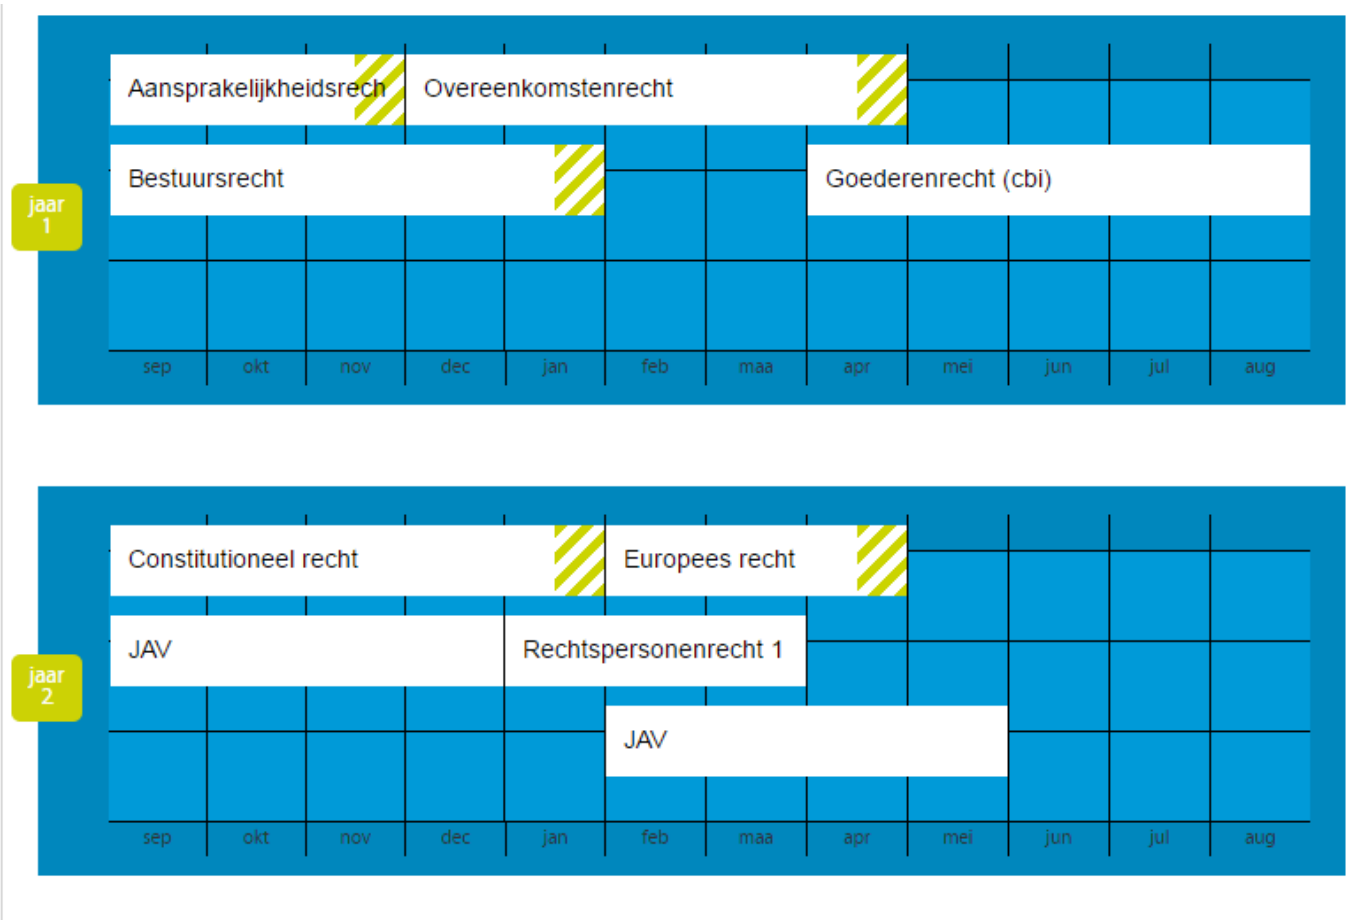 Aansprakelijkheidsrech
Overeenkomstenrecht
Bestuursrecht
Goederenrecht (cbi)
jaar
1
sep okt nov dec jan feb maa apr mei jun jul aug
Constitutioneel recht
Europees recht
JAV
Rechtspersonenrecht 1
jaar
2
JAV
sep okt nov dec jan feb maa apr mei jun jul aug